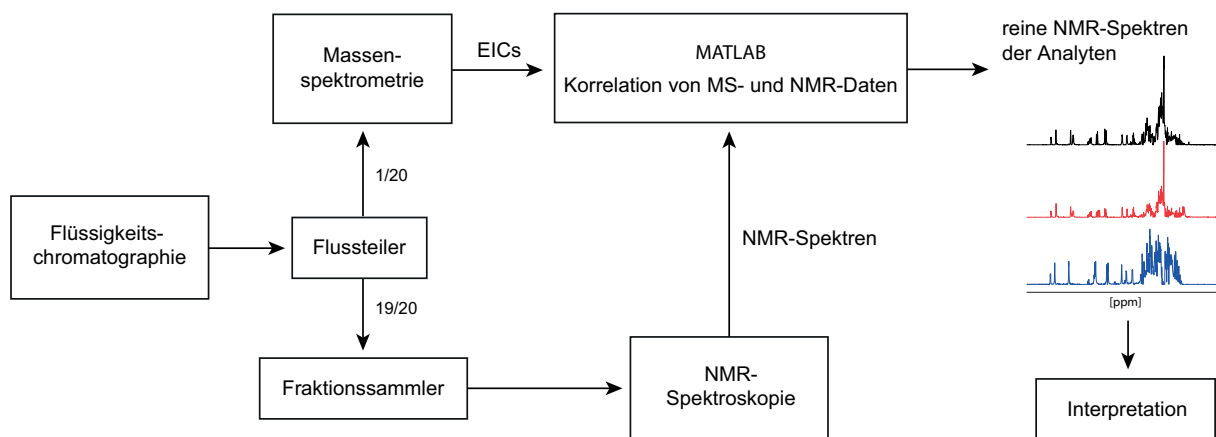 Flüssigkeits-
chromatographie
Flussteiler
1/20
19/20
Massen-
spektrometrie
EICs
Fraktionssammler
NMR-
Spektroskopie
NMR-Spektren
MATLAB
Korrelation von MS- und NMR-Daten
reine NMR-Spektren
der Analyten
[ppm]
Interpretation